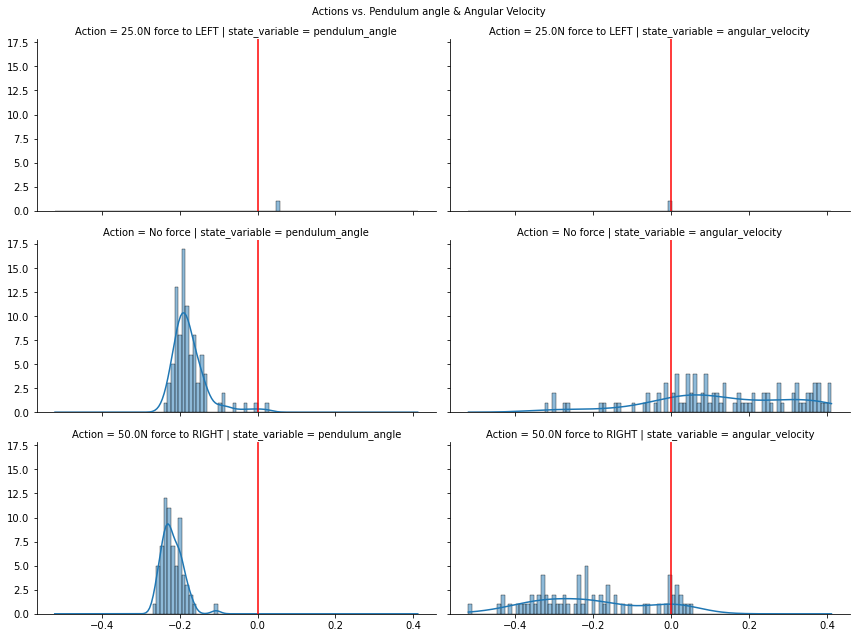 Actions vs. Pendulum angle & Angular Velocity
Action = 25.0N force to LEFT | state_variable = pendulum_angle
Action = 25.0N force to LEFT | state_variable = angular_velocity
17.5
15.0
12.5
10.0
7.5
5.0
2.5
0.0
Action = No force | state_variable = pendulum_angle
Action = No force | state_variable = angular_velocity
17.5
15.0
12.5
10.0
7.5
5.0
2.5
0.0
Action = 50.0N force to RIGHT | state_variable = pendulum_angle
Action = 50.0N force to RIGHT | state_variable = angular_velocity
17.5
15.0
12.5
10.0
7.5
5.0
2.5
0.0
−0.4 −0.2 0.0 0.2 0.4
−0.4 −0.2 0.0 0.2 0.4